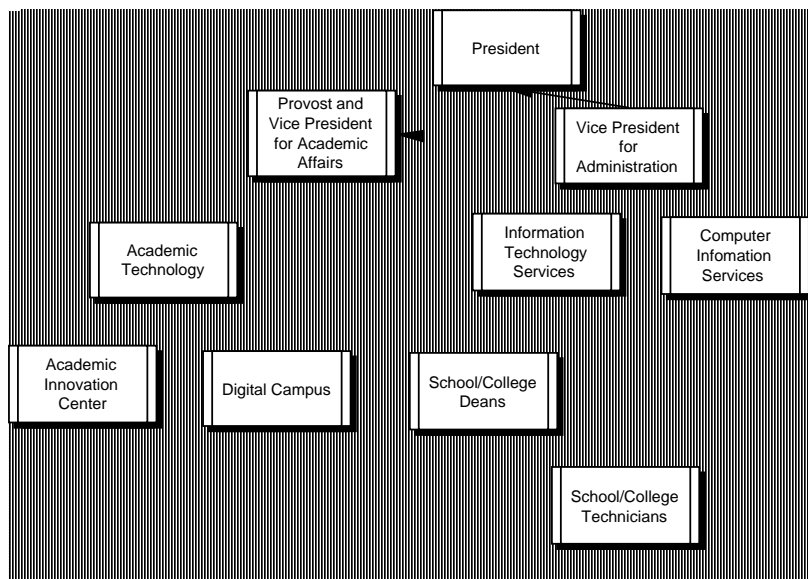 President
Provost and
Vice President
for Academic
Affairs
Vice President
for
Administration
Academic
Technology
Information
Technology
Services
Computer
Infomation
Services
Academic
Innovation
Center
Digital Campus
School/College
Deans
School/College
Technicians